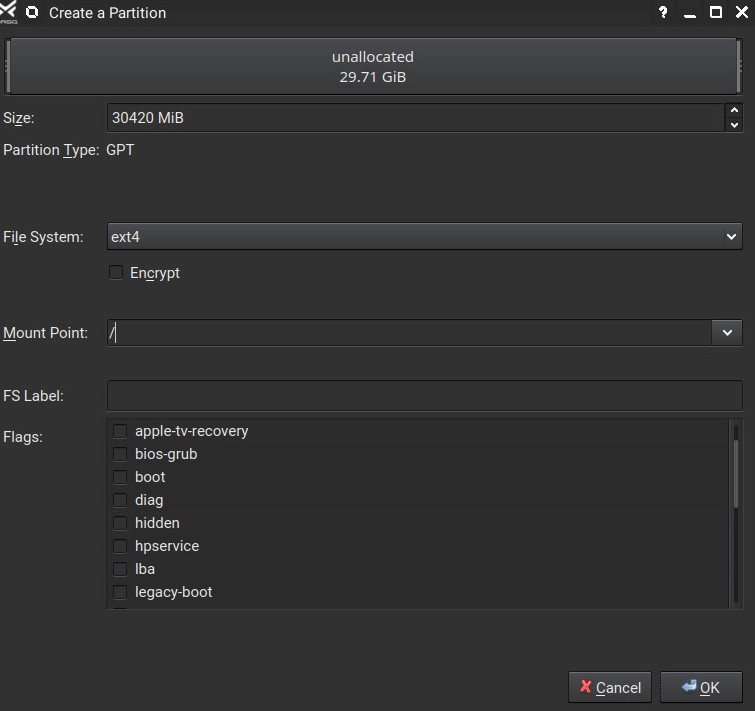 Create a Partition
unallocated
29.71 GiB
Size: 30420 MiB
Partition Type: GPT
File System: ext4
Encrypt
Mount Point: /
FS Label:
Flags:
apple-tv-recovery
bios-grub
boot
diag
hidden
hpservice
lba
legacy-boot
Cancel OK